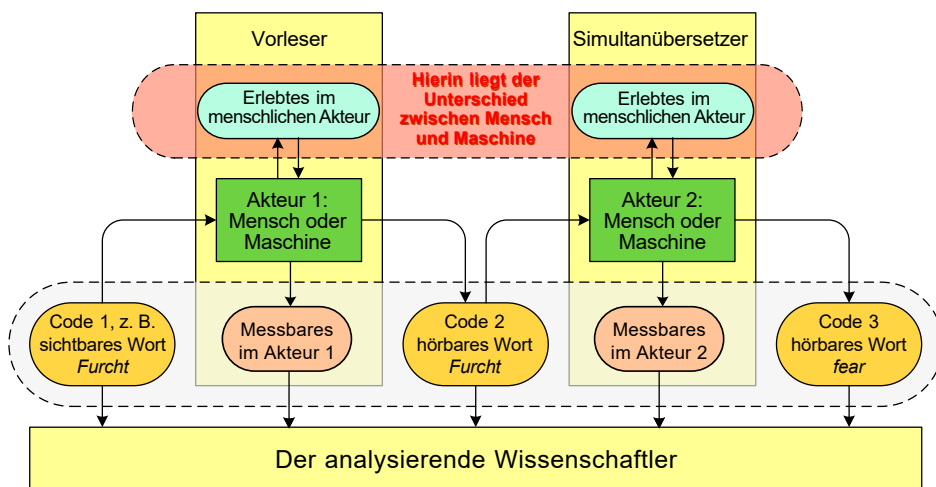 Vorleser
Simultanübersetzer
Hierin liegt der
Unterschied
zwischen Mensch
und Maschine
Erlebtes im
menschlichen Akteur
Erlebtes im
menschlichen Akteur
Akteur 1:
Mensch oder
Maschine
Akteur 2:
Mensch oder
Maschine
Code 1, z. B.
sichtbares Wort
Furcht
Messbares
im Akteur 1
Code 2
hörbares Wort
Furcht
Messbares
im Akteur 2
Code 3
hörbares Wort
fear
Der analysierende Wissenschaftler